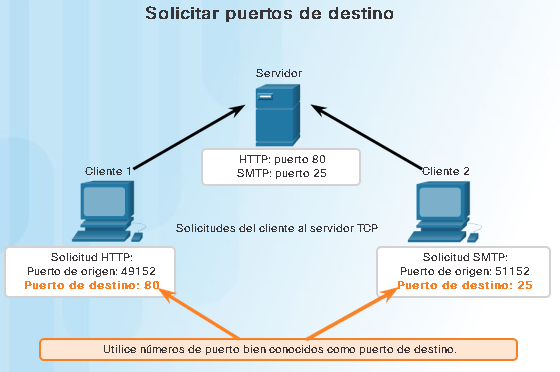 Solicitar puertos de destino
Servidor
HTTP: puerto 80
SMTP: puerto 25
Cliente 1
Cliente 2
Solicitudes del cliente al servidor TCP
Solicitud HTTP:
Puerto de origen: 49152
Puerto de destino: 80
Solicitud SMTP:
Puerto de origen: 51152
Puerto de destino: 25
Utilice números de puerto bien conocidos como puerto de destino.